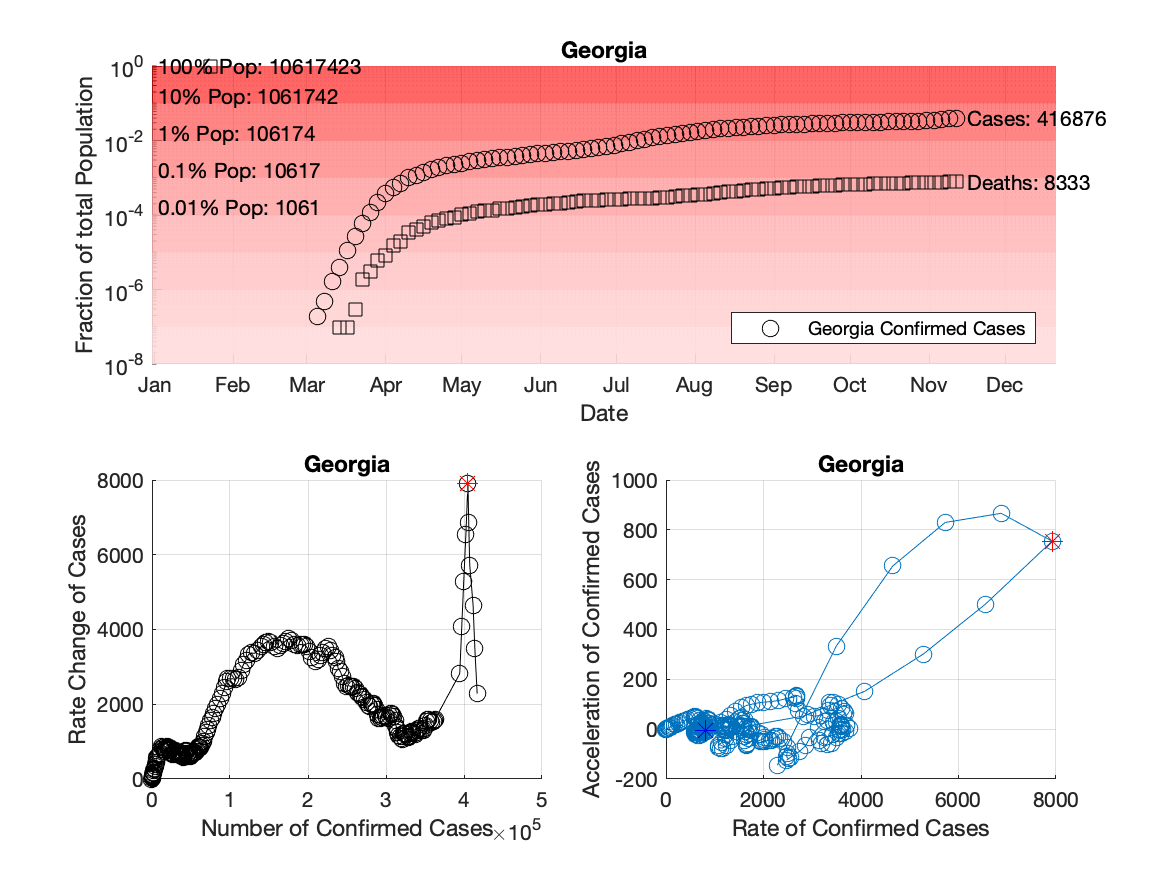 Georgia
10^0
10^-2
10^-4
10^-6
10^-8
Fraction of total Population
100% Pop: 10617423
10% Pop: 1061742
1% Pop: 106174
0.1% Pop: 10617
0.01% Pop: 1061
Cases: 416876
Deaths: 8333
Georgia Confirmed Cases
Jan Feb Mar Apr May Jun Jul Aug Sep Oct Nov Dec
Date
Georgia
8000
6000
4000
2000
0
Rate Change of Cases
0 1 2 3 4 5
Number of Confirmed Cases ×10^5
Georgia
1000
800
600
400
200
0
-200
Acceleration of Confirmed Cases
0 2000 4000 6000 8000
Rate of Confirmed Cases